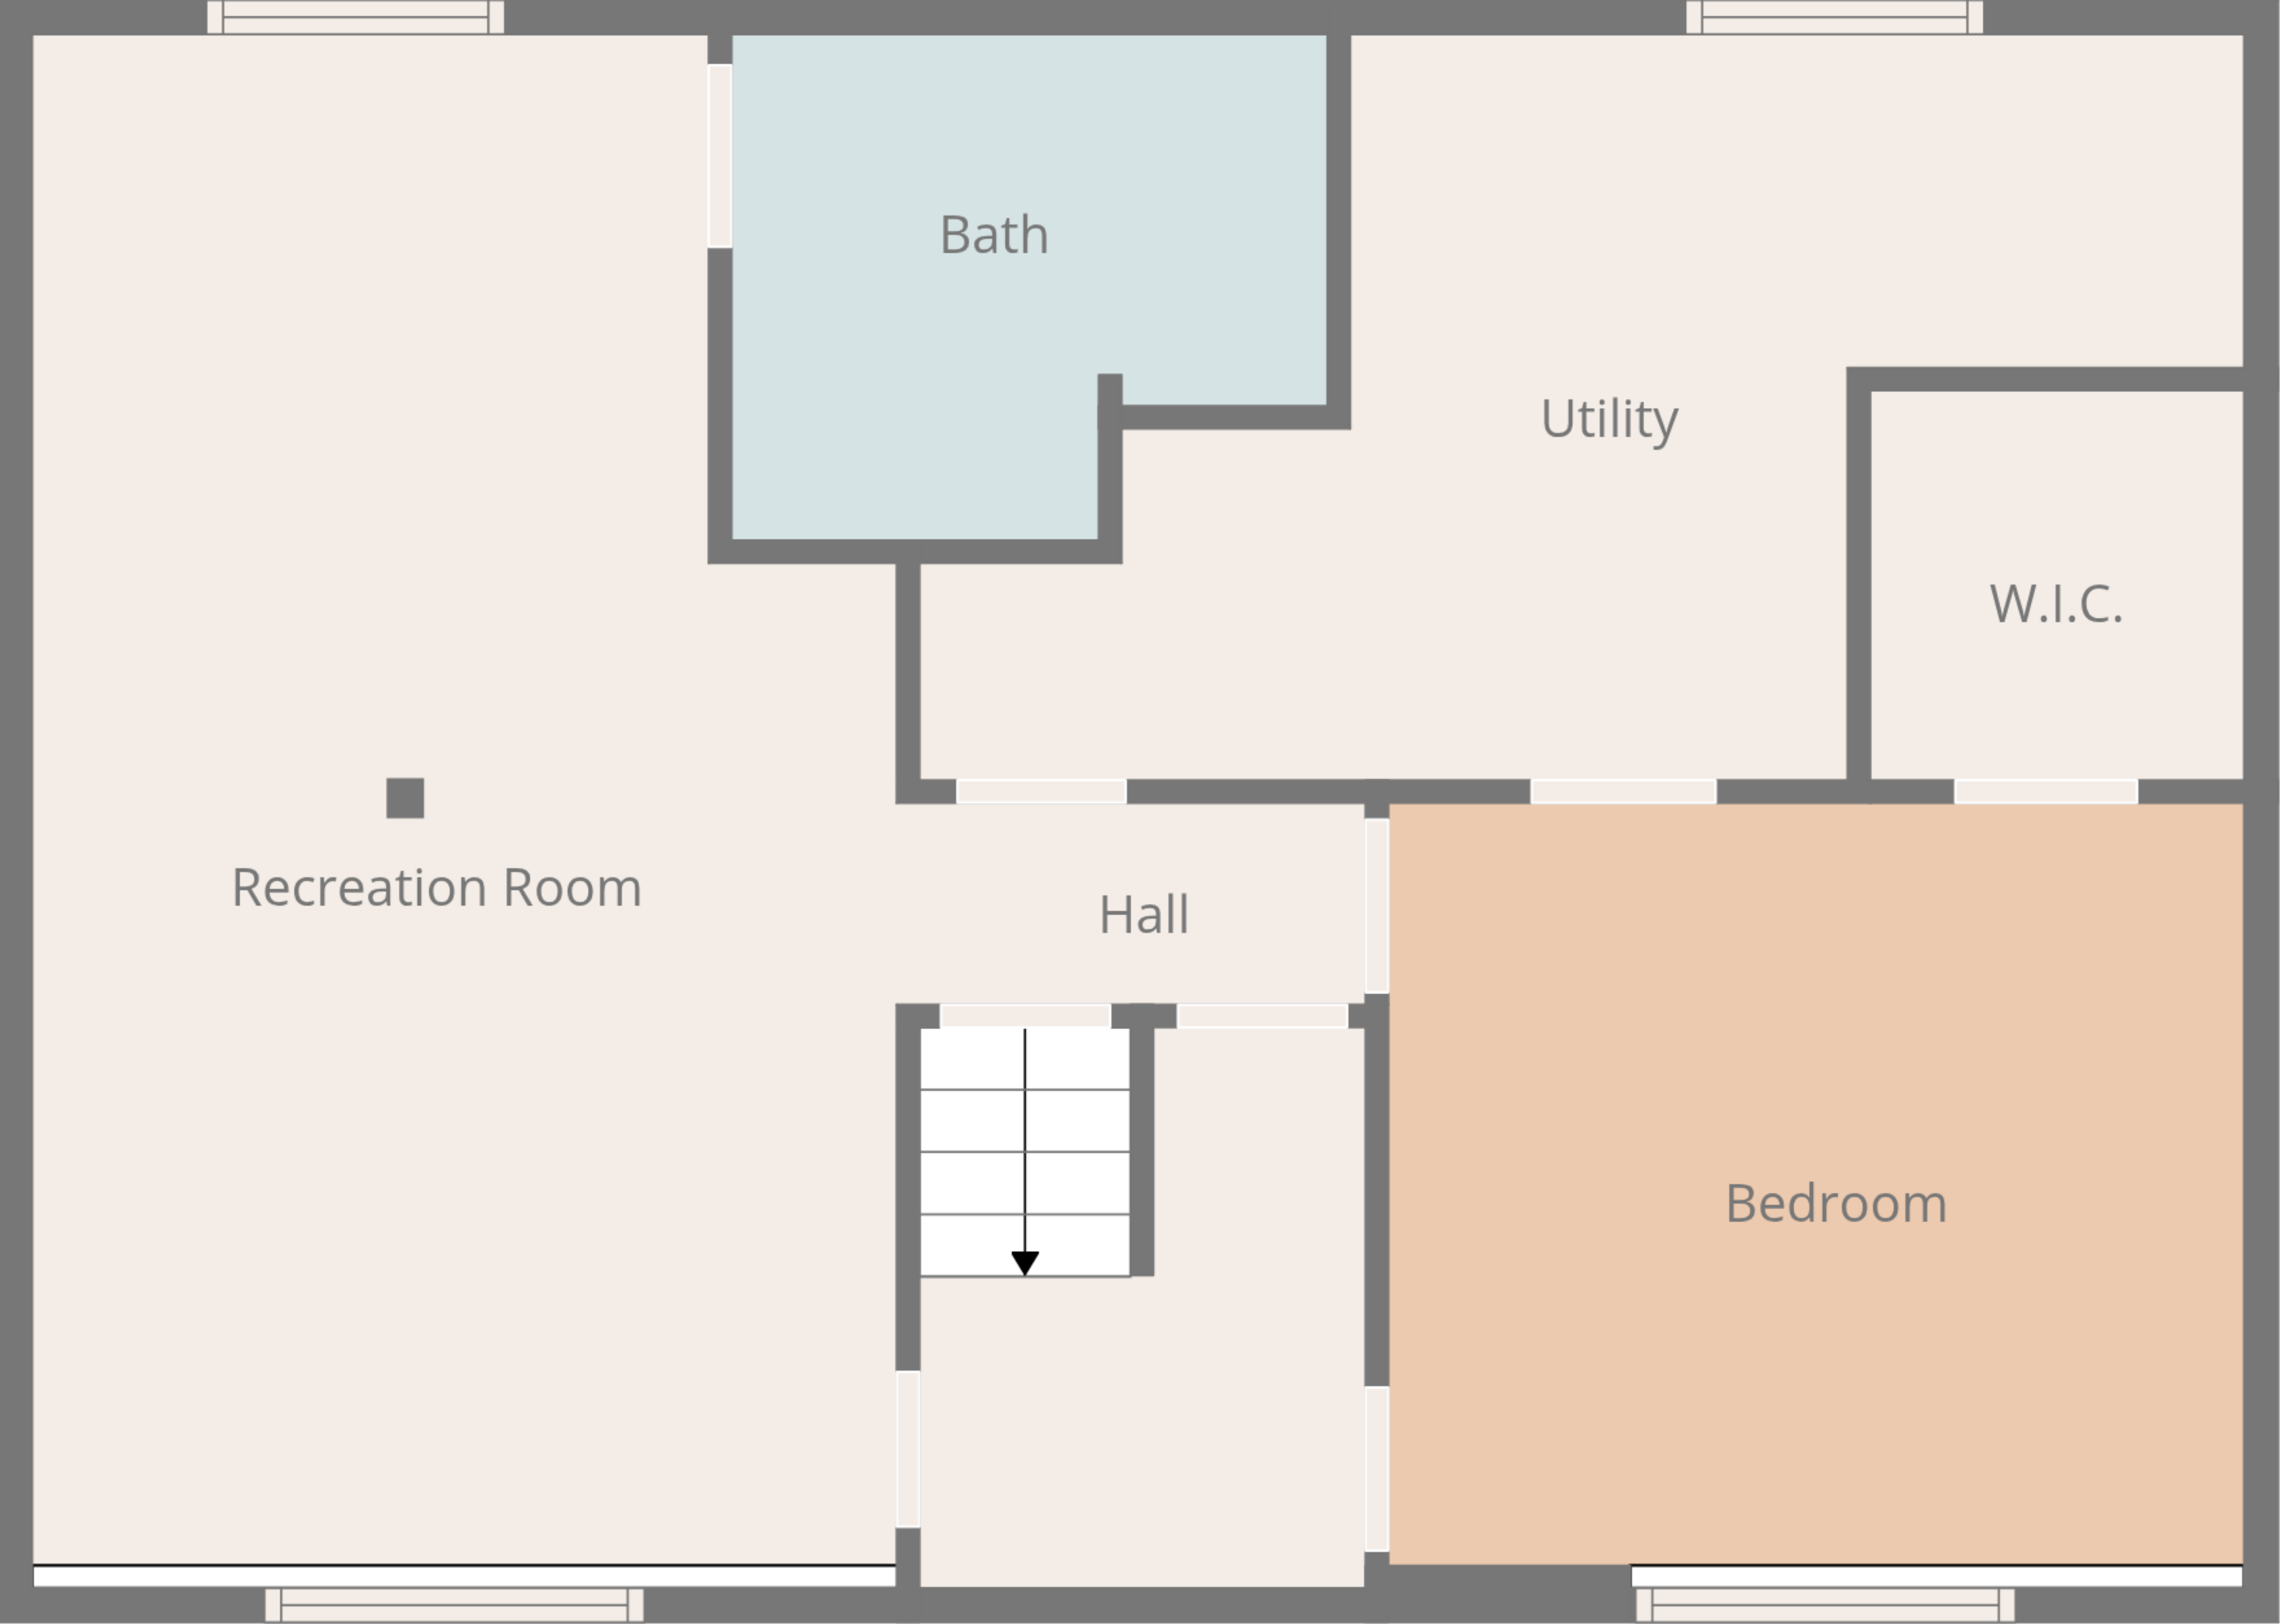 Bath
Utility
W.I.C.
Recreation Room
Hall
Bedroom